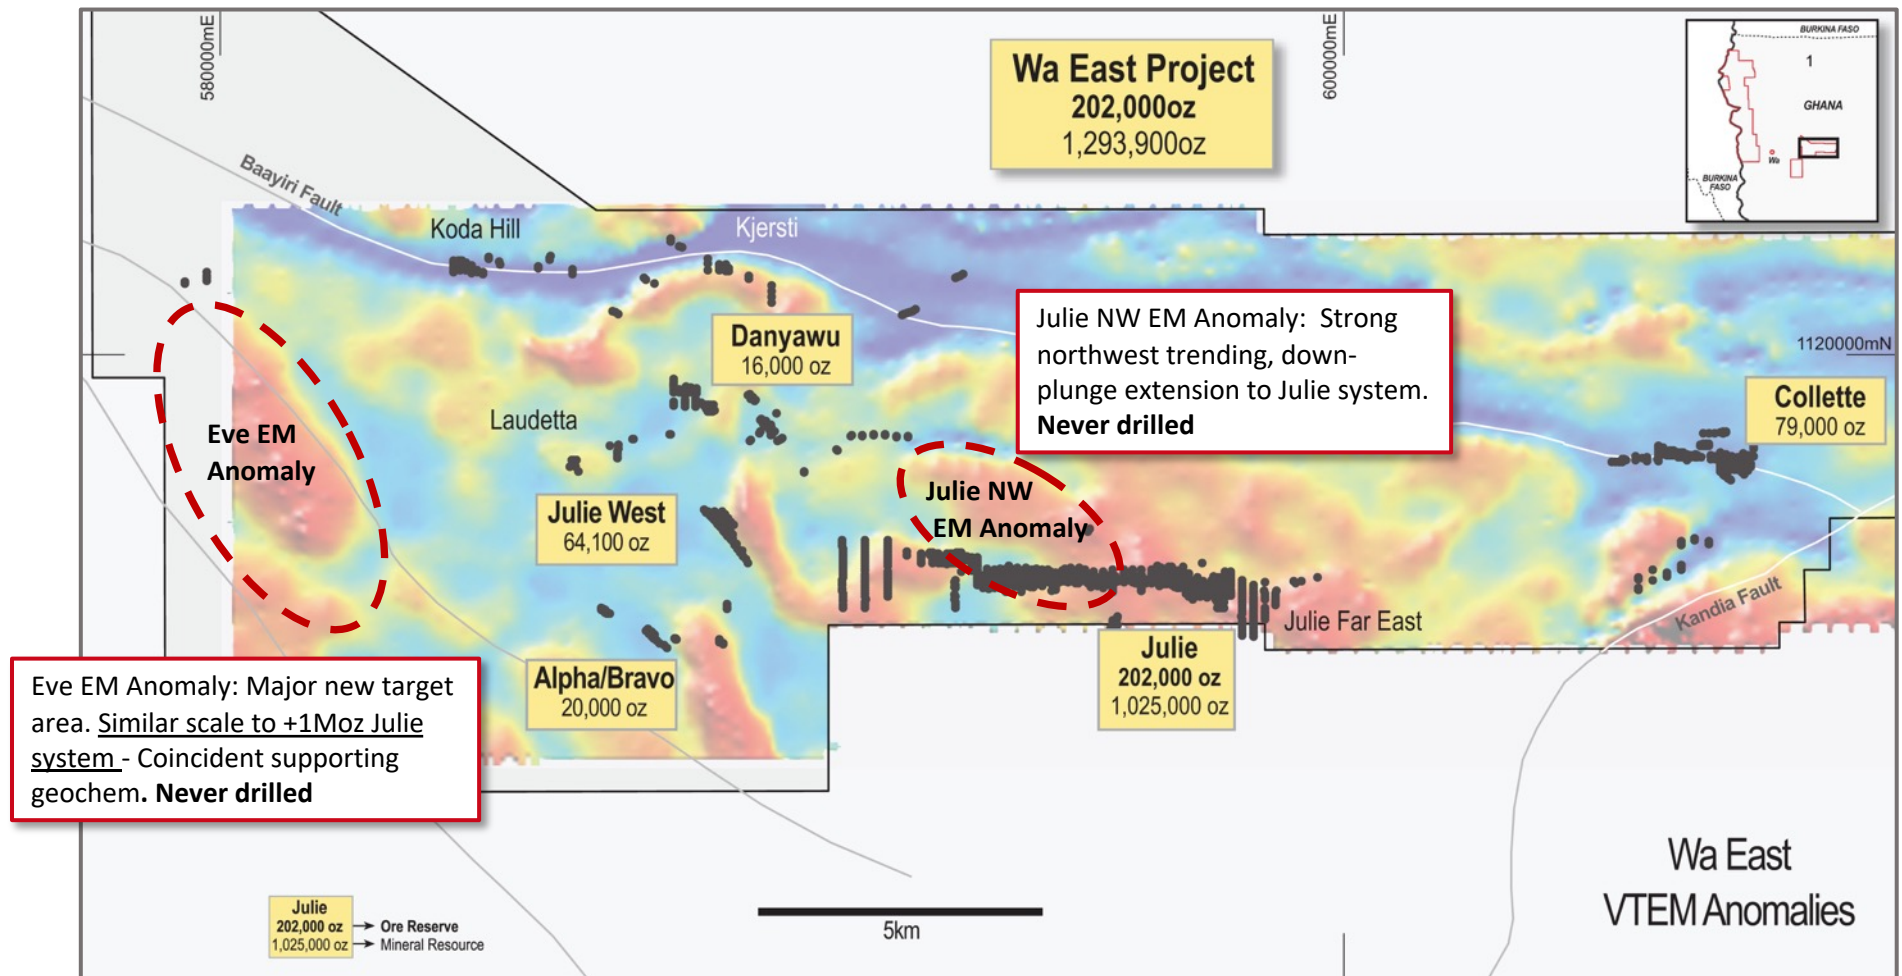 580000mE
600000mE
Wa East Project
202,000oz
1,293,900oz
BURKINA FASO
1
GHANA
Wa
BURKINA
FASO
Baayiri Fault
Koda Hill
Kjersti
Danyawu
16,000 oz
Julie NW EM Anomaly: Strong
northwest trending, down-
plunge extension to Julie system.
Never drilled
1120000mN
Collette
79,000 oz
Laudetta
Eve EM
Anomaly
Julie NW
EM Anomaly
Julie West
64,100 oz
Julie Far East
Kandia Fault
Alpha/Bravo
20,000 oz
Julie
202,000 oz
1,025,000 oz
Eve EM Anomaly: Major new target
area. Similar scale to +1Moz Julie
system - Coincident supporting
geochem. Never drilled
Wa East
VTEM Anomalies
Julie
202,000 oz Ore Reserve
1,025,000 oz Mineral Resource
5km